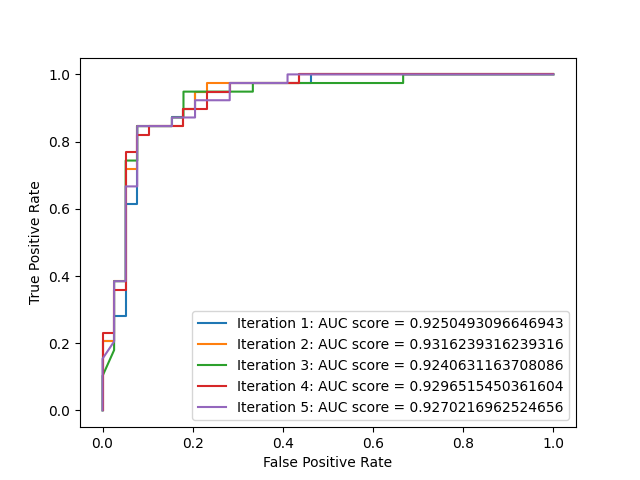 1.0
0.8
0.6
0.4
0.2
0.0
True Positive Rate
Iteration 1: AUC score = 0.9250493096646943
Iteration 2: AUC score = 0.9316239316239316
Iteration 3: AUC score = 0.9240631163708086
Iteration 4: AUC score = 0.9296515450361604
Iteration 5: AUC score = 0.9270216962524656
0.0 0.2 0.4 0.6 0.8 1.0
False Positive Rate